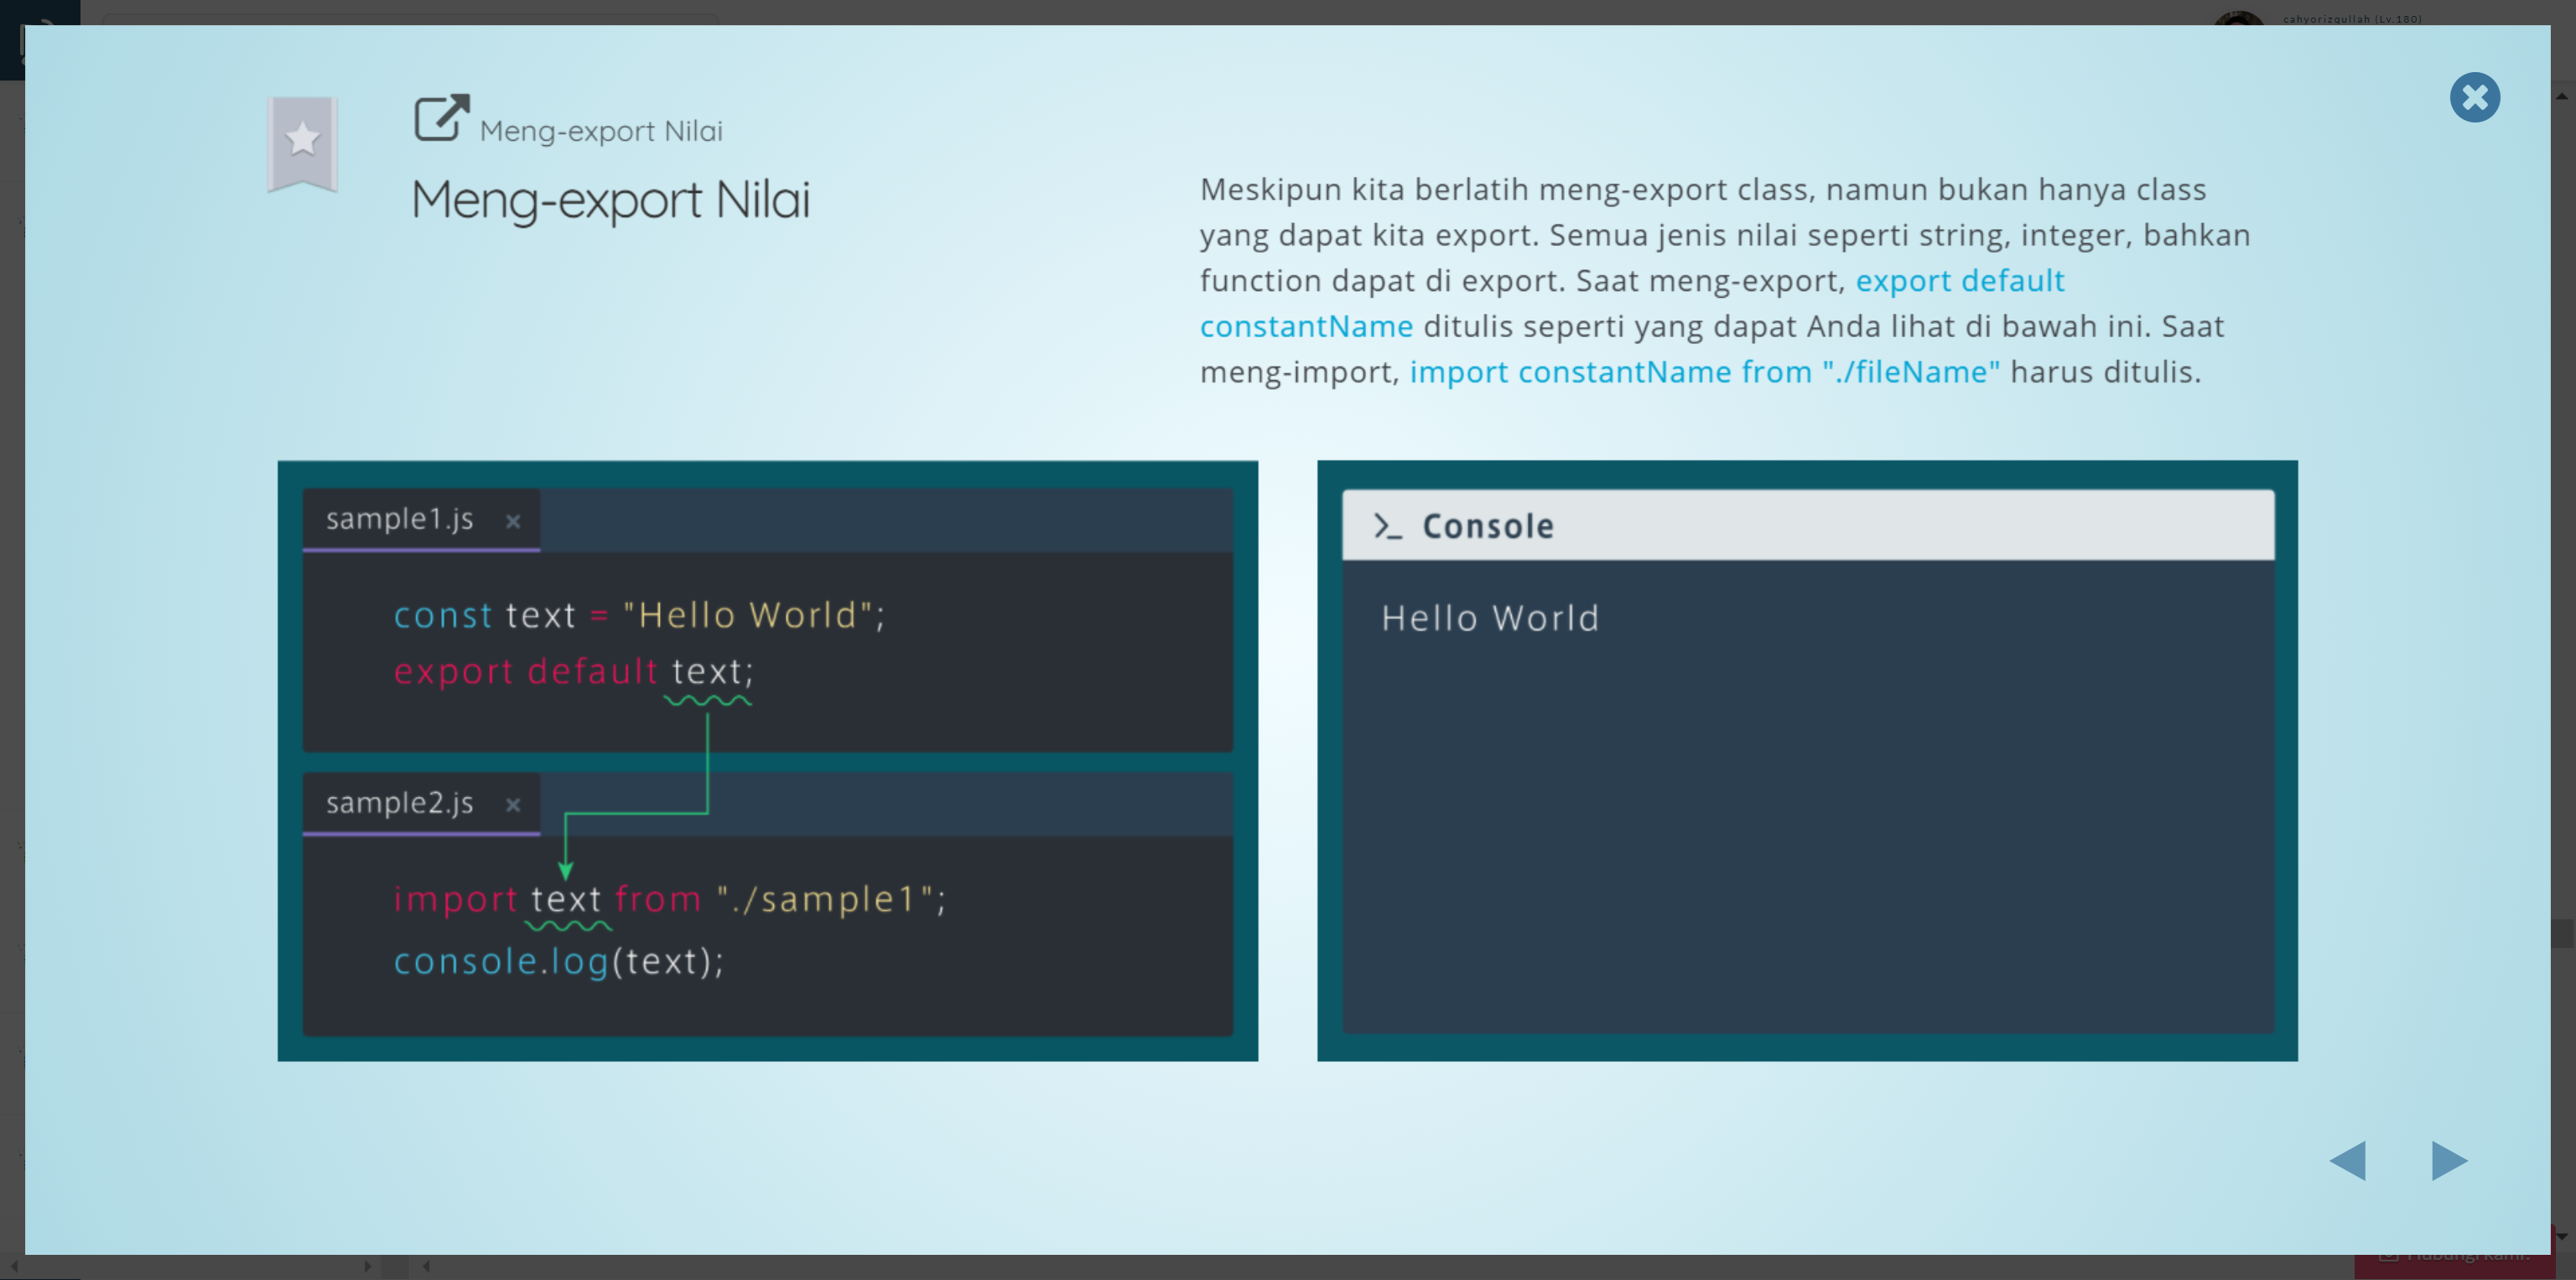 cahyorizqullah (Lv.180)
Meng-export Nilai
Meng-export Nilai
Meskipun kita berlatih meng-export class, namun bukan hanya class
yang dapat kita export. Semua jenis nilai seperti string, integer, bahkan
function dapat di export. Saat meng-export, export default
constantName ditulis seperti yang dapat Anda lihat di bawah ini. Saat
meng-import, import constantName from "./fileName" harus ditulis.
sample1.js
const text = "Hello World";
export default text;
sample2.js
import text from "./sample1";
console.log(text);
>_ Console
Hello World
Hubungi kami!